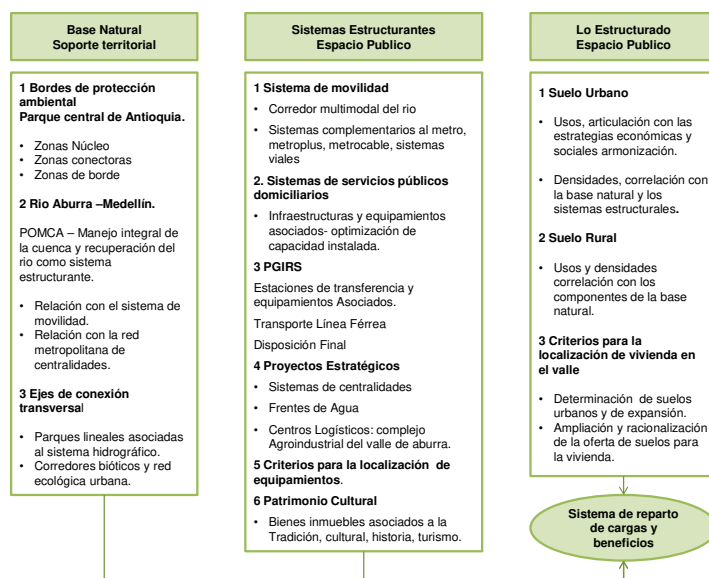 Base Natural
Soporte territorial
1 Bordes de protección
ambiental
Parque central de Antioquia.
• Zonas Núcleo
• Zonas conectoras
• Zonas de borde
2 Rio Aburra –Medellín.
POMCA – Manejo integral de
la cuenca y recuperación del
rio como sistema
estructurante.
• Relación con el sistema de
movilidad.
• Relación con la red
metropolitana de
centralidades.
3 Ejes de conexión
transversal
• Parques lineales asociadas
al sistema hidrográfico.
• Corredores bióticos y red
ecológica urbana.
Sistemas Estructurantes
Espacio Publico
1 Sistema de movilidad
• Corredor multimodal del rio
• Sistemas complementarios al metro,
metroplus, metrocable, sistemas
viales
2. Sistemas de servicios públicos
domiciliarios
• Infraestructuras y equipamientos
asociados- optimización de
capacidad instalada.
3 PGIRS
Estaciones de transferencia y
equipamientos Asociados.
Transporte Línea Férrea
Disposición Final
4 Proyectos Estratégicos
• Sistemas de centralidades
• Frentes de Agua
• Centros Logísticos: complejo
Agroindustrial del valle de aburra.
5 Criterios para la localización de
equipamientos.
6 Patrimonio Cultural
• Bienes inmuebles asociados a la
Tradición, cultural, historia, turismo.
Lo Estructurado
Espacio Publico
1 Suelo Urbano
• Usos, articulación con las
estrategias económicas y
sociales armonización.
• Densidades, correlación con
la base natural y los
sistemas estructurales.
2 Suelo Rural
• Usos y densidades
correlación con los
componentes de la base
natural.
3 Criterios para la
localización de vivienda en
el valle
• Determinación de suelos
urbanos y de expansión.
• Ampliación y racionalización
de la oferta de suelos para
la vivienda.
Sistema de reparto
de cargas y
beneficios